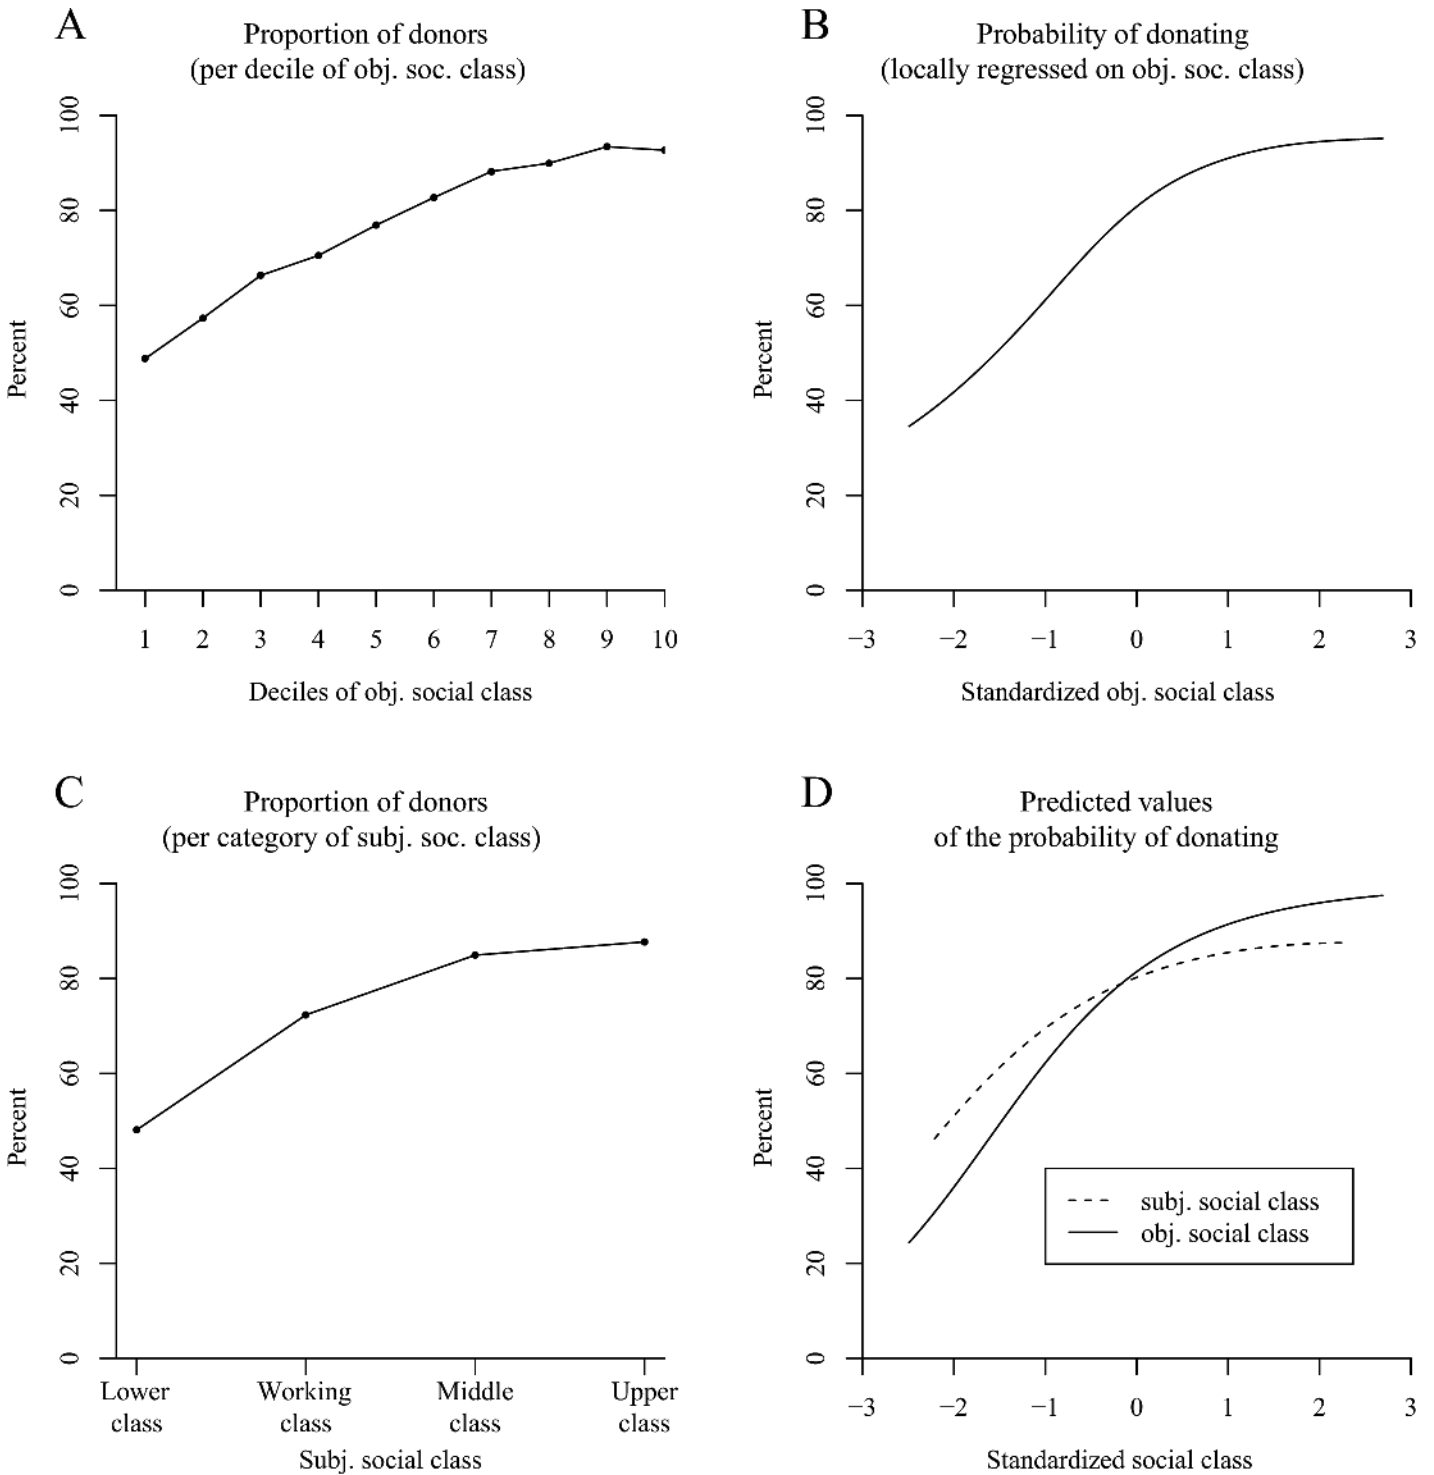 A
Proportion of donors
(per decile of obj. soc. class)
Percent
100
80
60
40
20
0
1 2 3 4 5 6 7 8 9 10
Deciles of obj. social class
B
Probability of donating
(locally regressed on obj. soc. class)
Percent
100
80
60
40
20
0
−3 −2 −1 0 1 2 3
Standardized obj. social class
C
Proportion of donors
(per category of subj. soc. class)
Percent
100
80
60
40
20
0
Lower Working Middle Upper
class class class class
Subj. social class
D
Predicted values
of the probability of donating
Percent
100
80
60
40
20
0
subj. social class
obj. social class
−3 −2 −1 0 1 2 3
Standardized social class